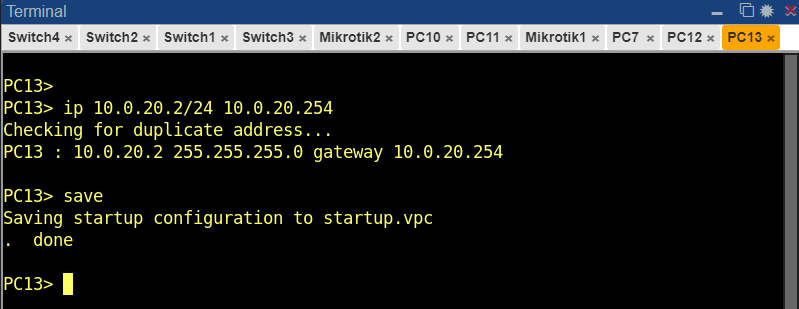 Terminal
Switch4 × Switch2 × Switch1 × Switch3 × Mikrotik2 × PC10 × PC11 × Mikrotik1 × PC7 × PC12 × PC13 ×
PC13>
PC13> ip 10.0.20.2/24 10.0.20.254
Checking for duplicate address...
PC13 : 10.0.20.2 255.255.255.0 gateway 10.0.20.254
PC13> save
Saving startup configuration to startup.vpc
.  done
PC13>